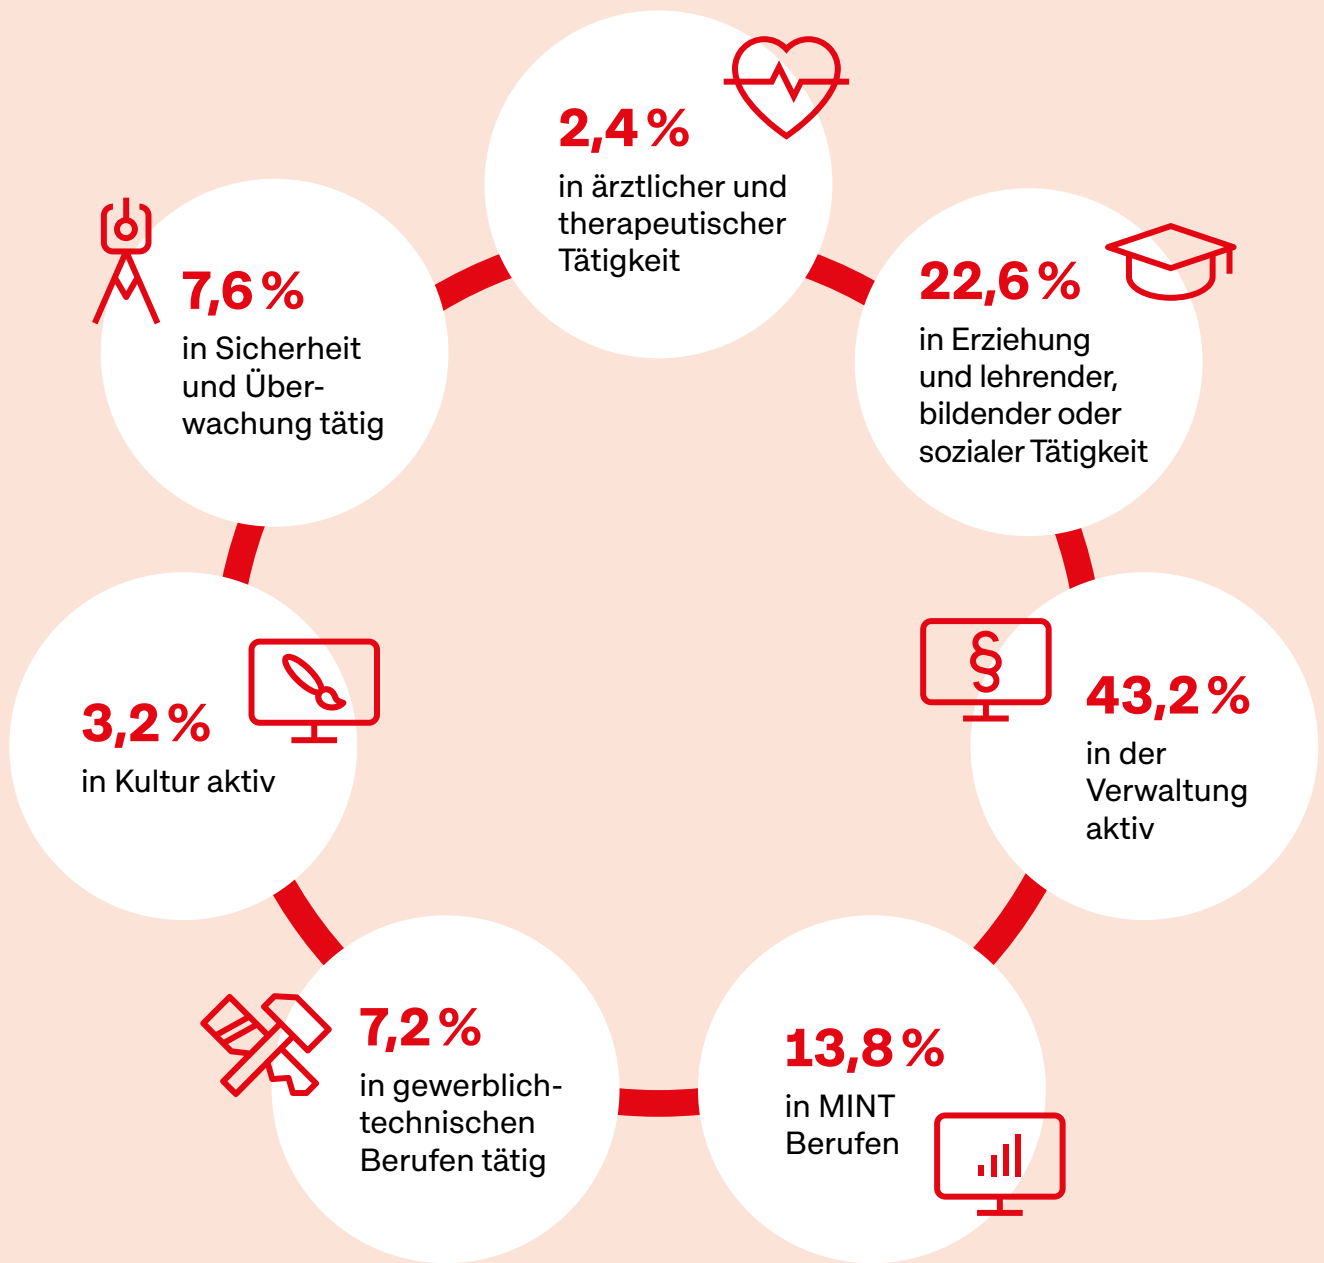 2,4 %
in ärztlicher und
therapeutischer
Tätigkeit
22,6 %
in Erziehung
und lehrender,
bildender oder
sozialer Tätigkeit
§
43,2 %
in der
Verwaltung
aktiv
13,8 %
in MINT
Berufen
7,2 %
in gewerblich-
technischen
Berufen tätig
3,2 %
in Kultur aktiv
7,6 %
in Sicherheit
und Über-
wachung tätig